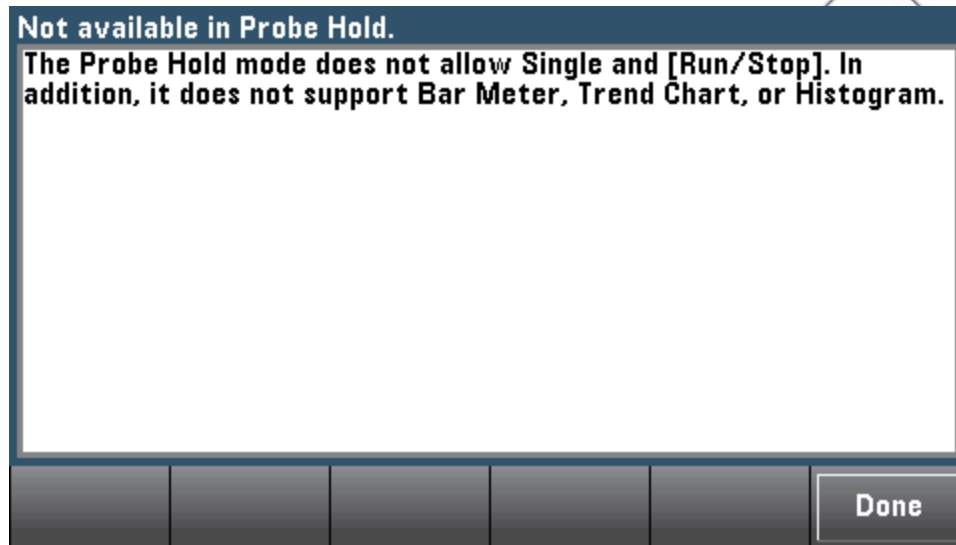 Not available in Probe Hold.
The Probe Hold mode does not allow Single and [Run/Stop]. In
addition, it does not support Bar Meter, Trend Chart, or Histogram.
Done